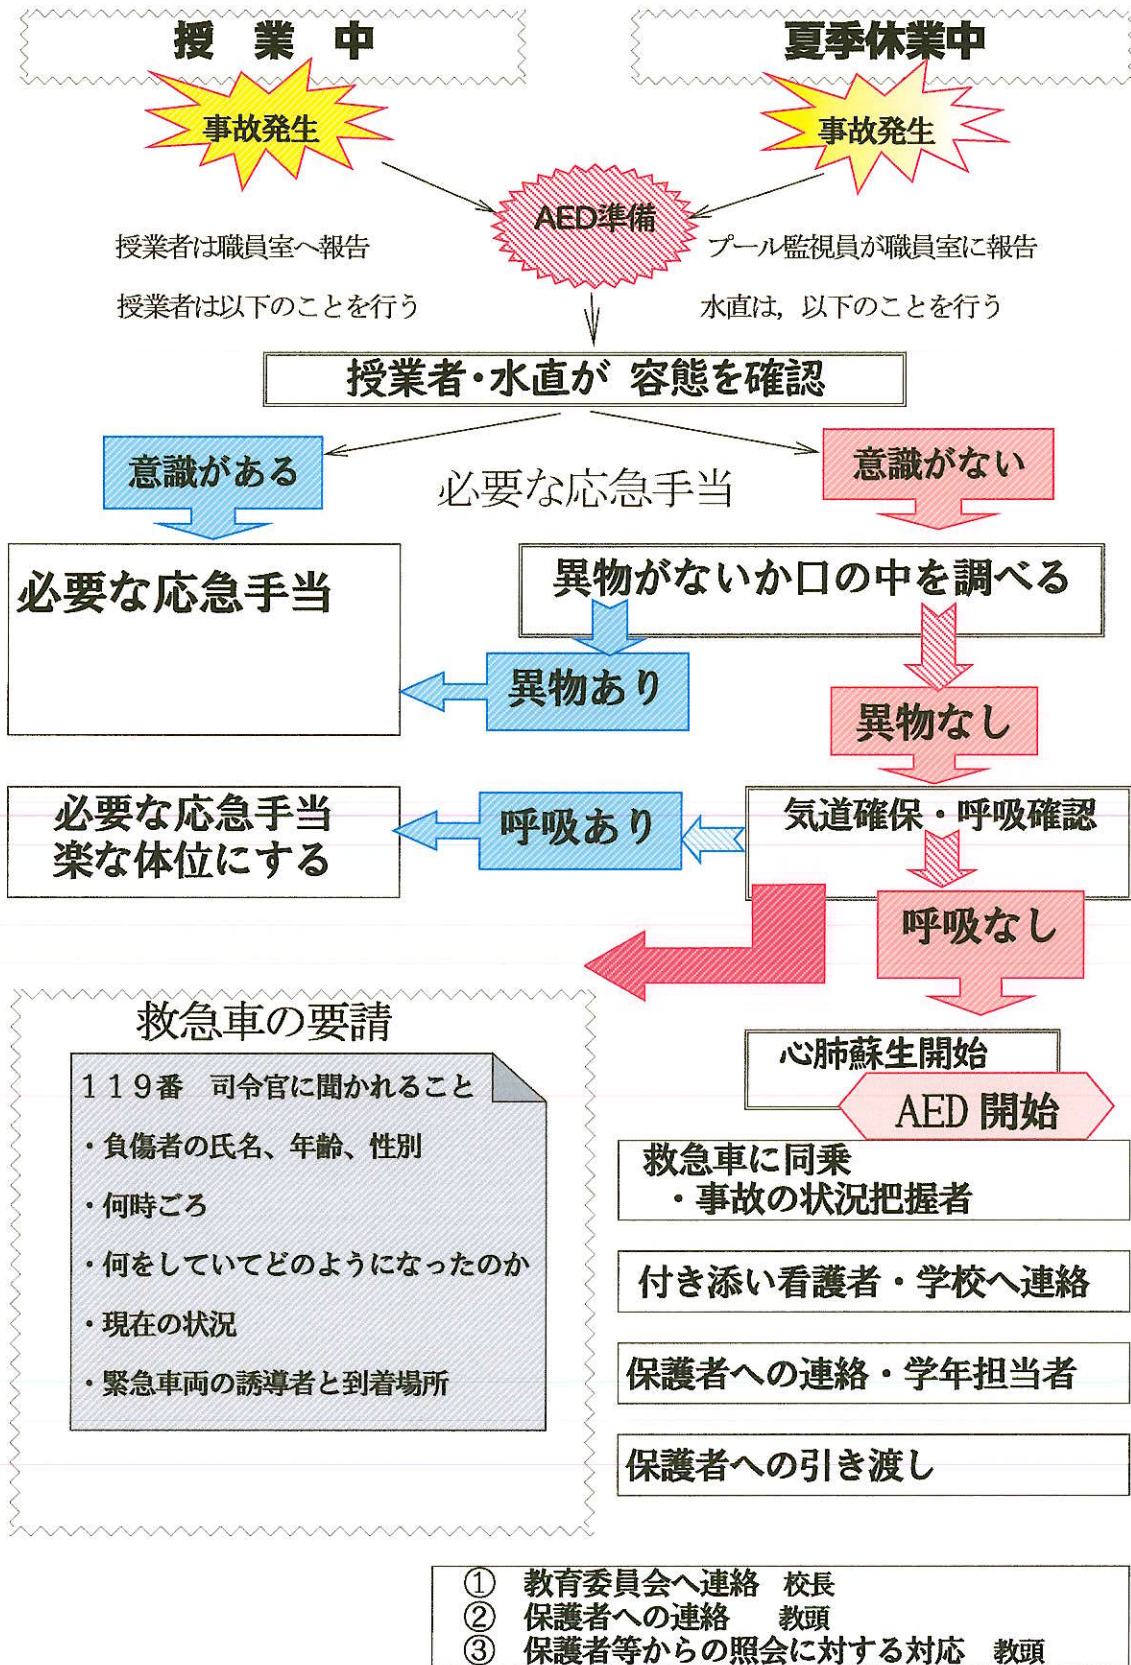 授　業　中
夏季休業中
事故発生
事故発生
AED準備
授業者は職員室へ報告
プール監視員が職員室に報告
授業者は以下のことを行う
水直は，以下のことを行う
授業者・水直が 容態を確認
意識がある
意識がない
必要な応急手当
必要な応急手当
異物がないか口の中を調べる
異物あり
異物なし
必要な応急手当
楽な体位にする
呼吸あり
気道確保・呼吸確認
呼吸なし
救急車の要請
１１９番　司令官に聞かれること
・負傷者の氏名、年齢、性別
・何時ごろ
・何をしていてどのようになったのか
・現在の状況
・緊急車両の誘導者と到着場所
心肺蘇生開始
AED 開始
救急車に同乗
・事故の状況把握者
付き添い看護者・学校へ連絡
保護者への連絡・学年担当者
保護者への引き渡し
①　教育委員会へ連絡　校長
②　保護者への連絡　　教頭
③　保護者等からの照会に対する対応　教頭